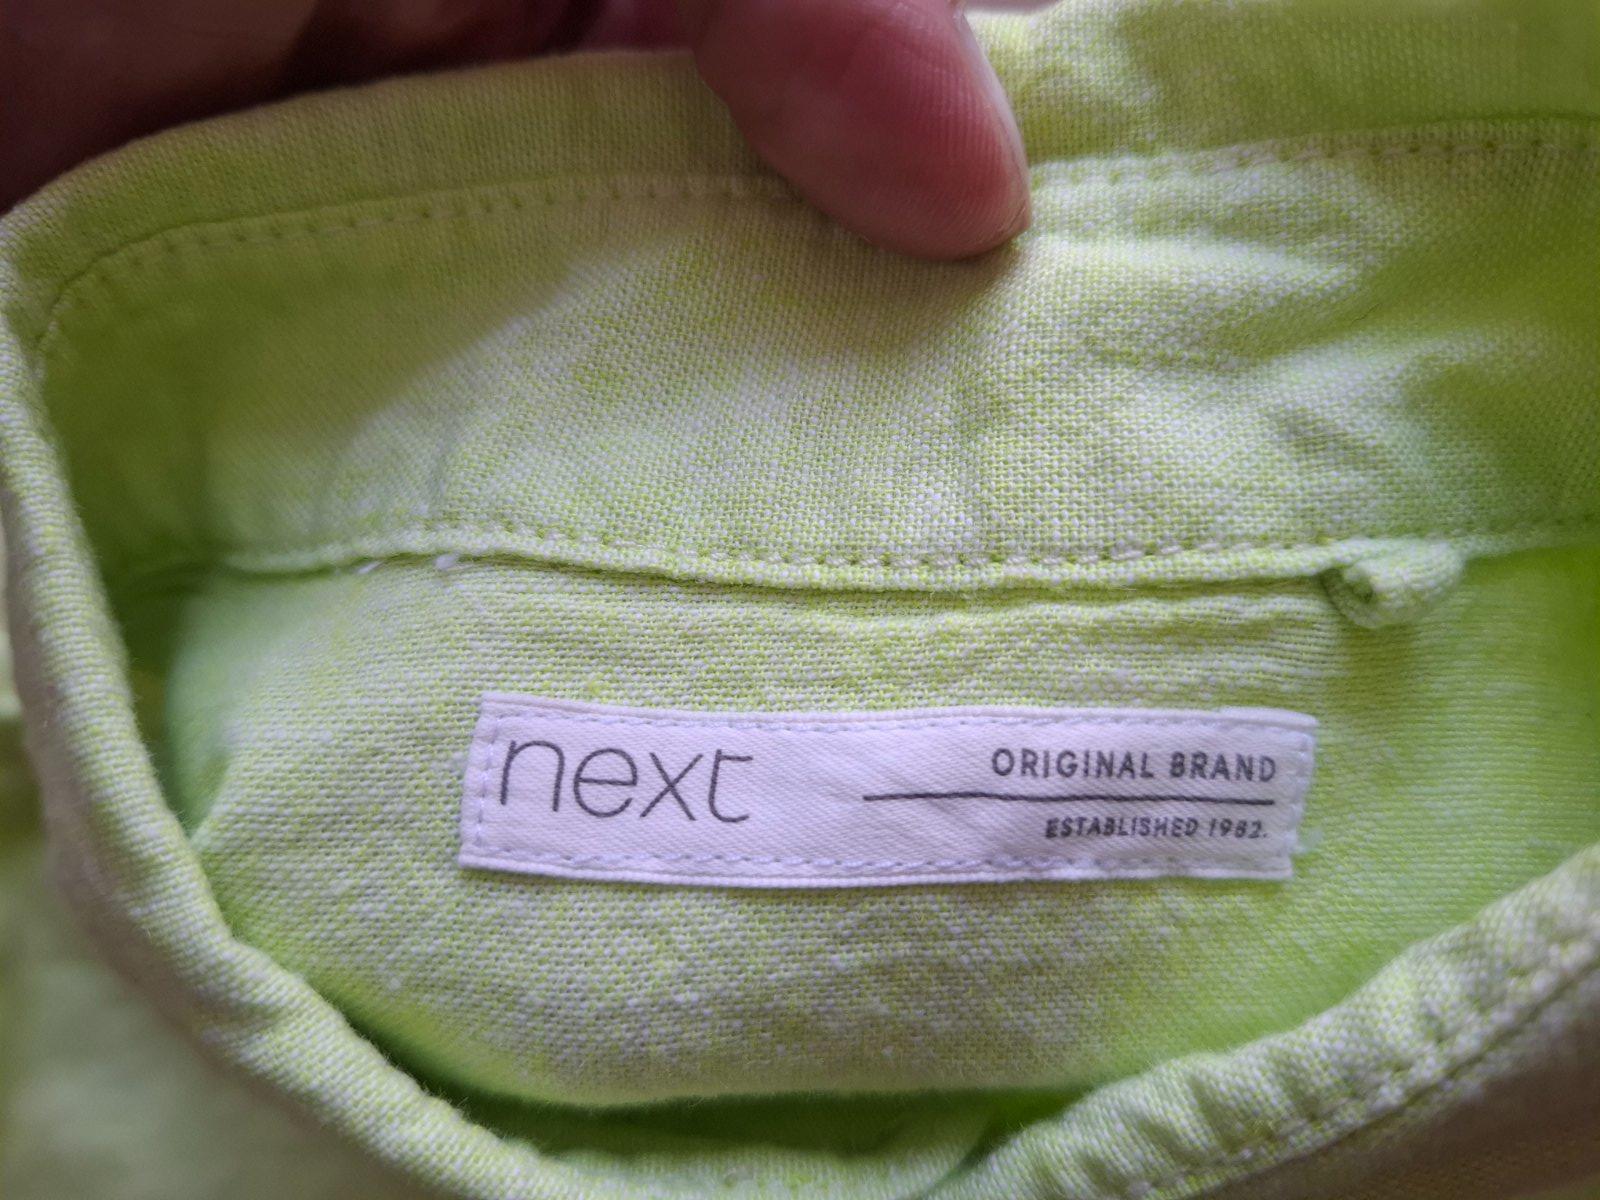 next
ORIGINAL BRAND
ESTABLISHED 1982.